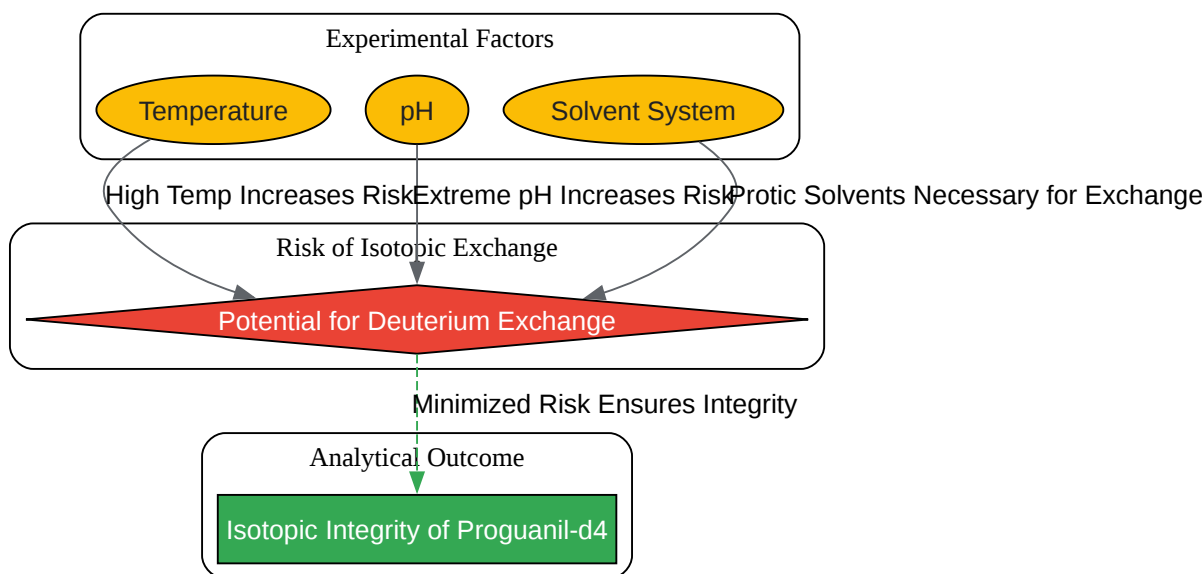 Experimental Factors
Temperature
pH
Solvent System
High Temp Increases Risk
Extreme pH Increases Risk
Protic Solvents Necessary for Exchange
Risk of Isotopic Exchange
Potential for Deuterium Exchange
Minimized Risk Ensures Integrity
Analytical Outcome
Isotopic Integrity of Proguanil-d4